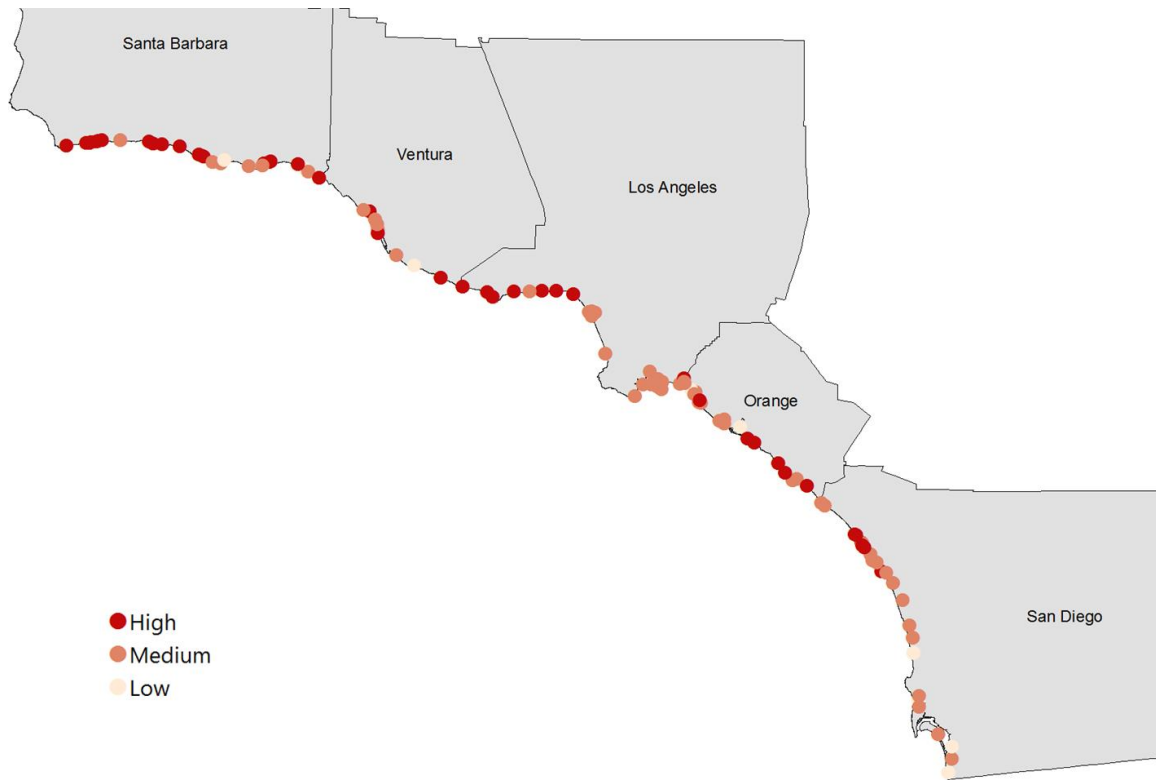 Santa Barbara
Ventura
Los Angeles
Orange
San Diego
High
Medium
Low